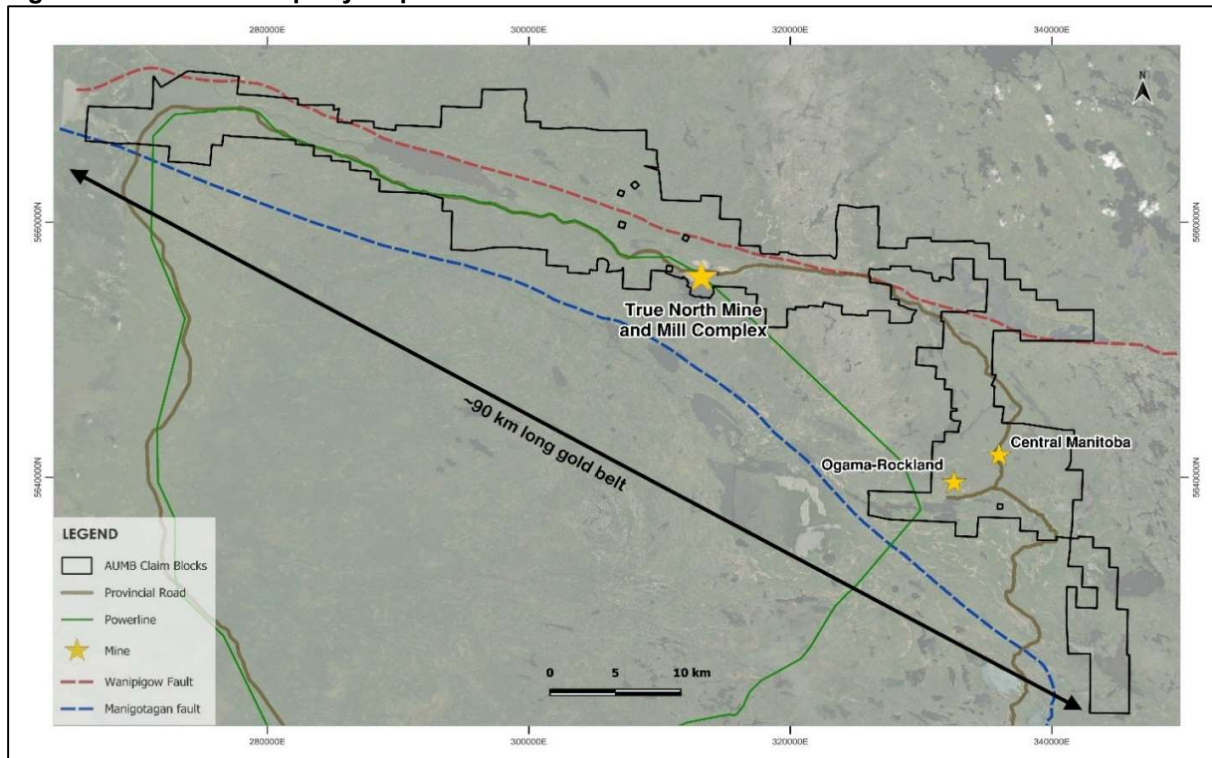 280000E
300000E
320000E
340000E
N
5660000N
5660000N
True North Mine
and Mill Complex
~90 km long gold belt
Central Manitoba
Ogama-Rockland
5640000N
5640000N
LEGEND
AUMB Claim Blocks
Provincial Road
Powerline
Mine
Wanipigow Fault
Manigotagan fault
0 5 10 km
280000E
300000E
320000E
340000E